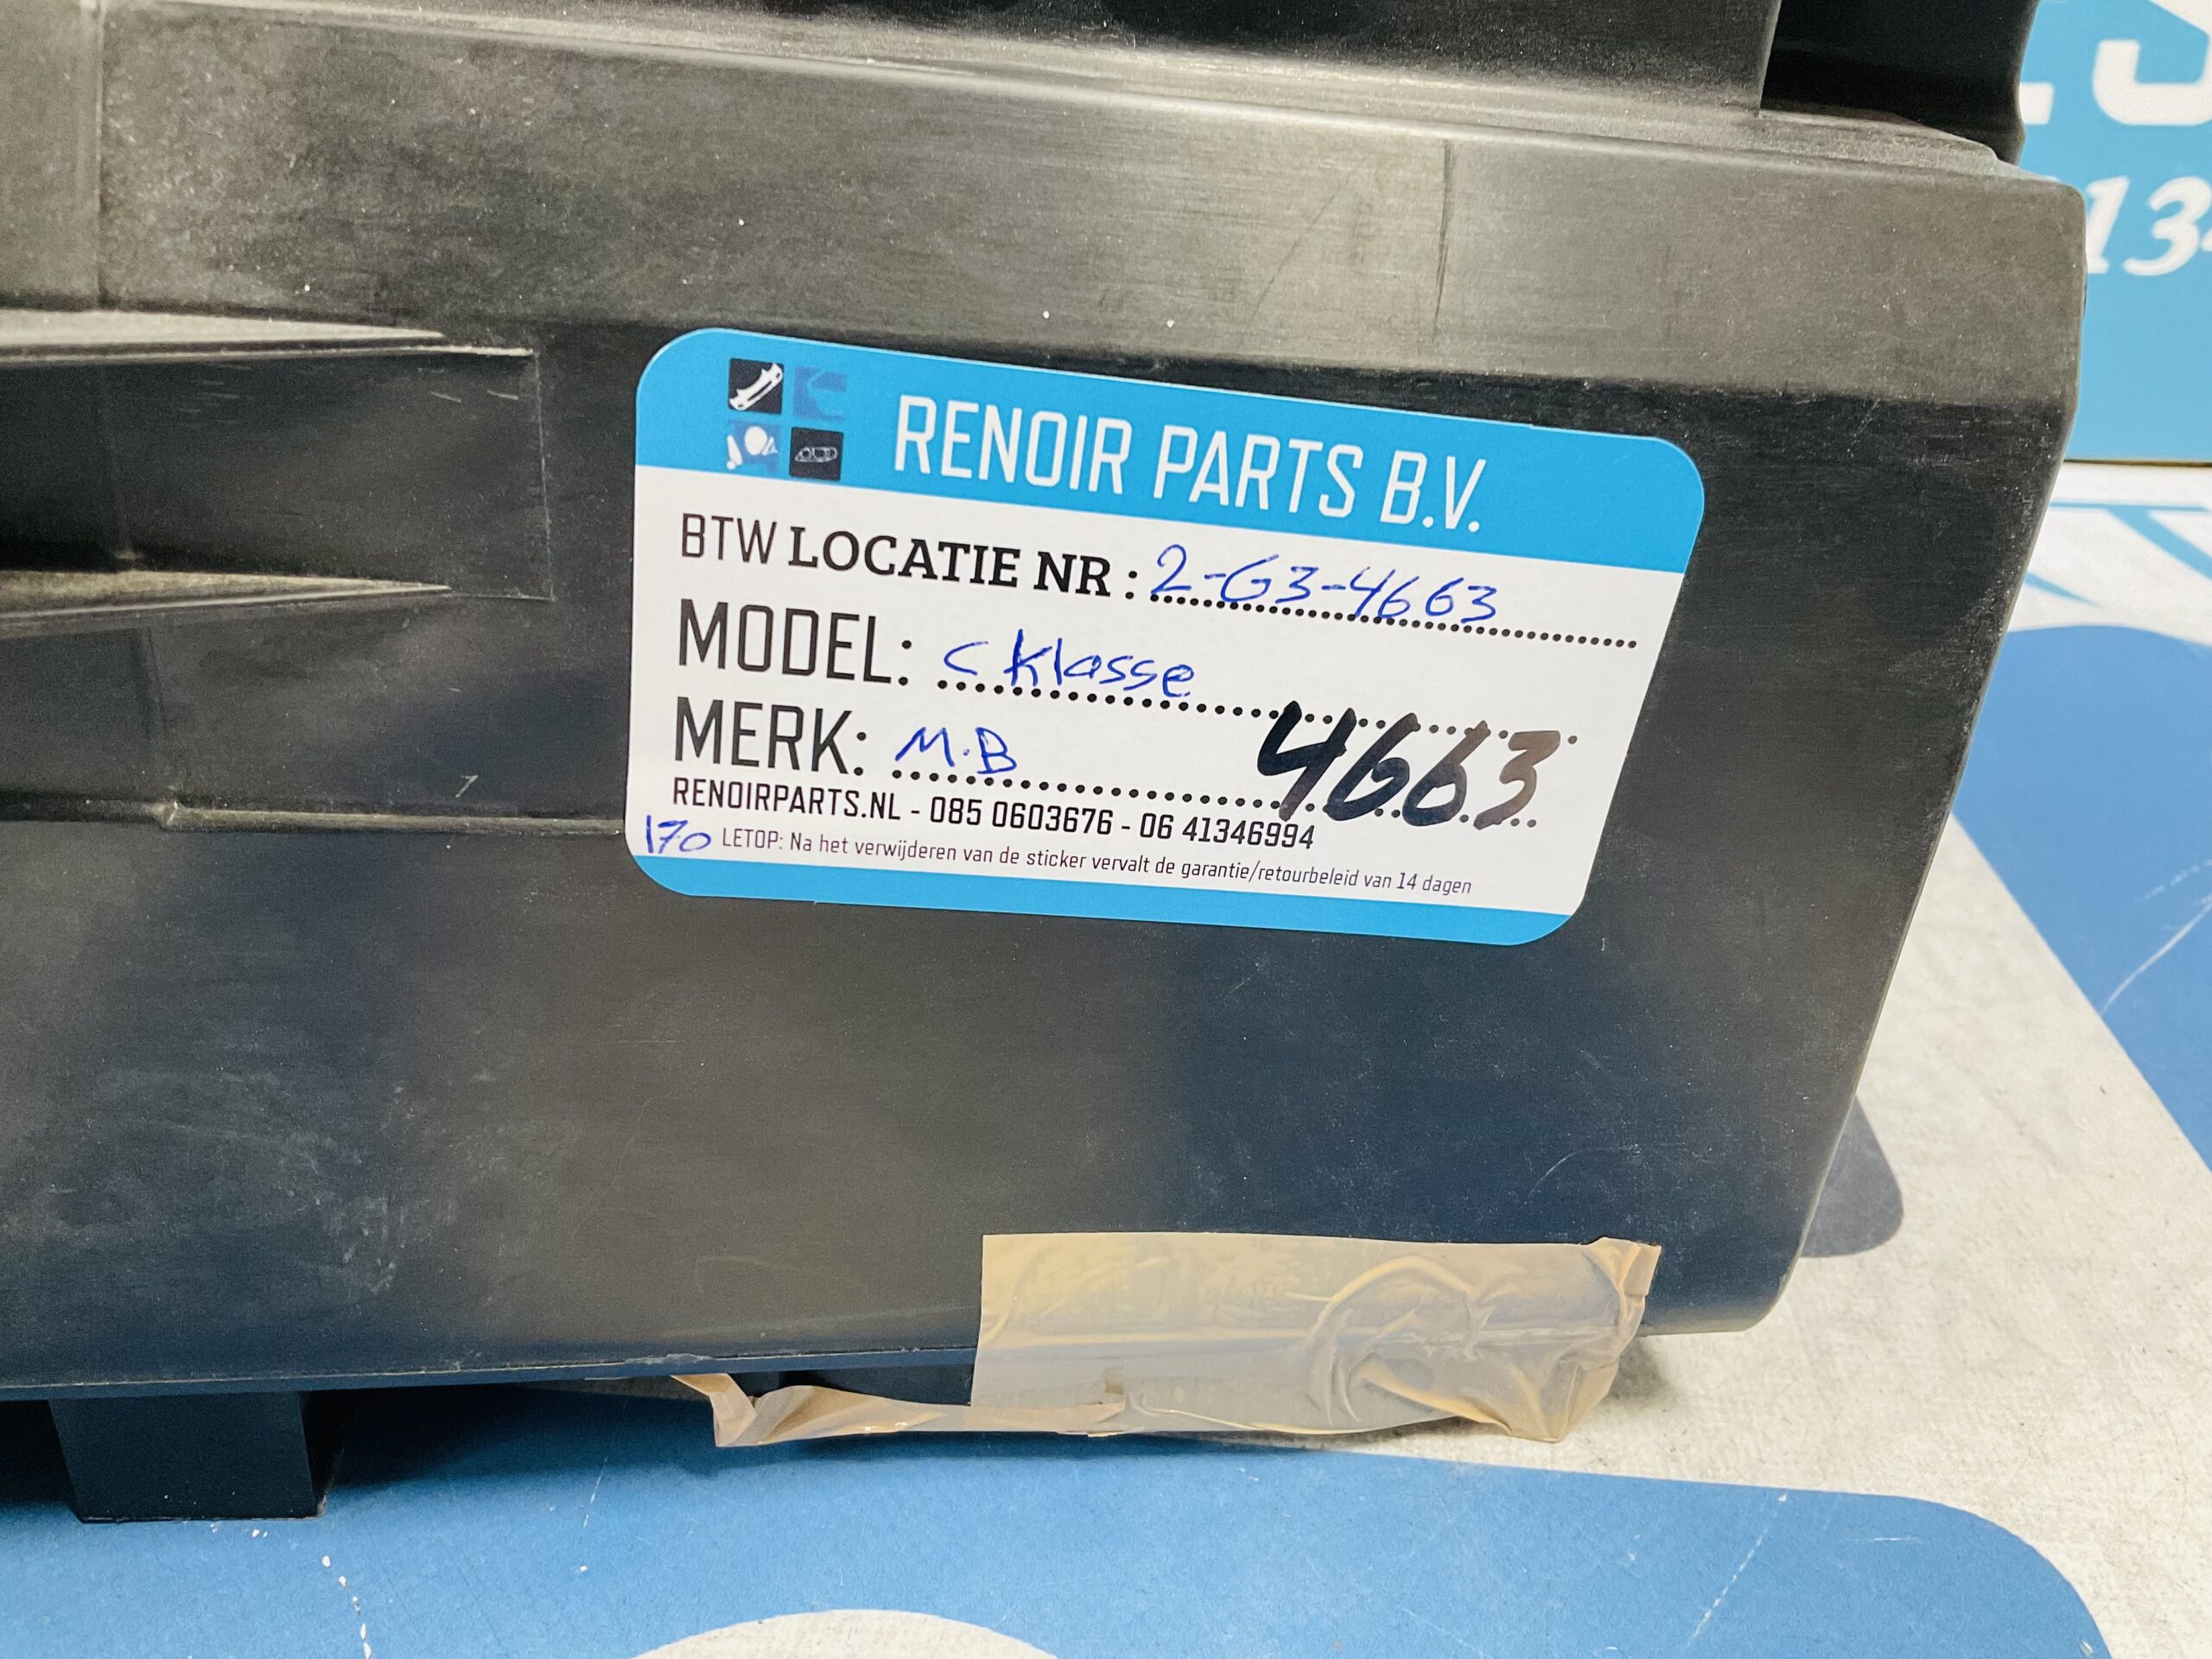 RENOIR PARTS B.V.
BTW LOCATIE NR : 2-G3-4663
MODEL: C Klasse
MERK: M.B
4663
RENOIRPARTS.NL - 085 0603676 - 06 41346994
170 LETOP: Na het verwijderen van de sticker vervalt de garantie/retourbeleid van 14 dagen
134